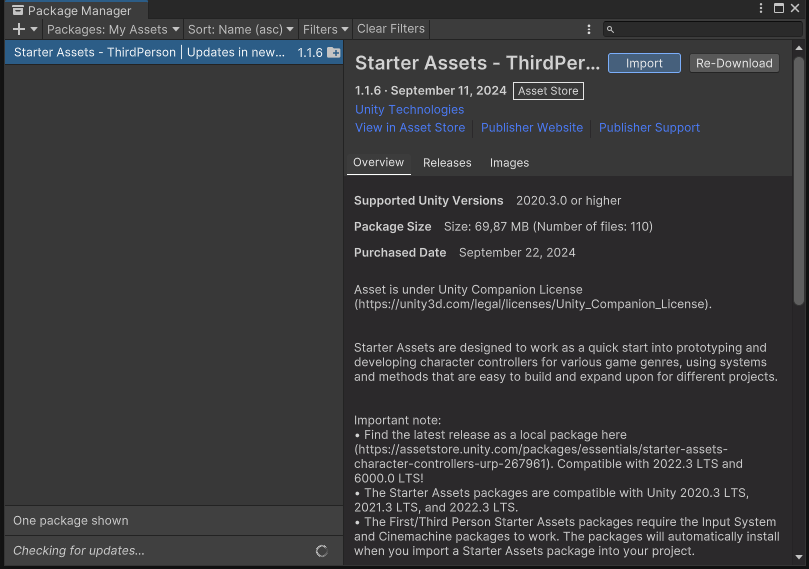 Package Manager
Packages: My Assets Sort: Name (asc) Filters Clear Filters
Starter Assets - ThirdPerson | Updates in new... 1.1.6
Starter Assets - ThirdPer... Import Re-Download
1.1.6 · September 11, 2024 Asset Store
Unity Technologies
View in Asset Store Publisher Website Publisher Support
Overview Releases Images
Supported Unity Versions 2020.3.0 or higher
Package Size Size: 69,87 MB (Number of files: 110)
Purchased Date September 22, 2024
Asset is under Unity Companion License
(https://unity3d.com/legal/licenses/Unity_Companion_License).
Starter Assets are designed to work as a quick start into prototyping and
developing character controllers for various game genres, using systems
and methods that are easy to build and expand upon for different projects.
Important note:
• Find the latest release as a local package here
(https://assetstore.unity.com/packages/essentials/starter-assets-
character-controllers-urp-267961). Compatible with 2022.3 LTS and
6000.0 LTS!
• The Starter Assets packages are compatible with Unity 2020.3 LTS,
2021.3 LTS, and 2022.3 LTS.
• The First/Third Person Starter Assets packages require the Input System
and Cinemachine packages to work. The packages will automatically install
when you import a Starter Assets package into your project.
One package shown
Checking for updates...